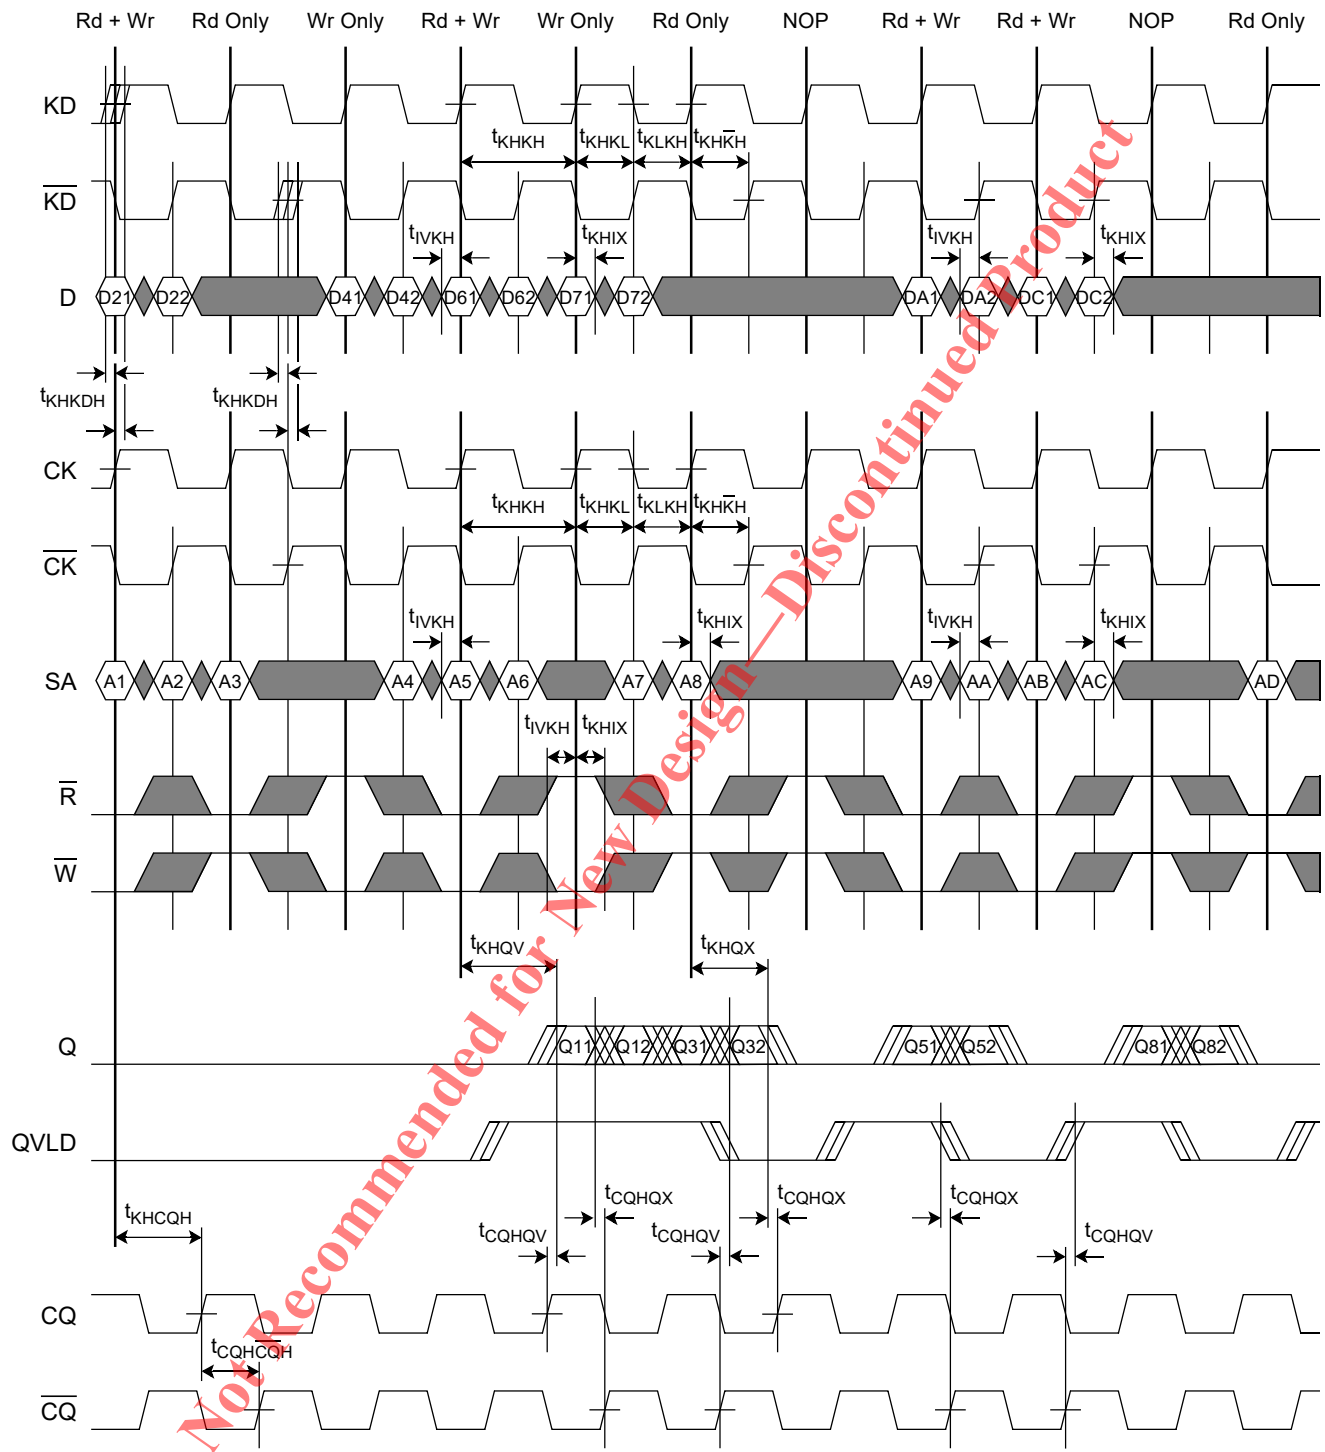 Rd + Wr Rd Only Wr Only Rd + Wr Wr Only Rd Only NOP Rd + Wr Rd + Wr NOP Rd Only
KD
tKHKH tKHKL tKLKH tKHK̅H
K̅D̅
tIVKH tKHIX tIVKH tKHIX
D D21 D22 D41 D42 D61 D62 D71 D72 DA1 DA2 DC1 DC2
tKHKDH tKHKDH
CK
tKHKH tKHKL tKLKH tKHK̅H
C̅K̅
tIVKH tKHIX tIVKH tKHIX
SA A1 A2 A3 A4 A5 A6 A7 A8 A9 AA AB AC AD
tIVKH tKHIX
R̅
W̅
tKHQV tKHQX
Q Q11 Q12 Q31 Q32 Q51 Q52 Q81 Q82
QVLD
tKHCQH tCQHQV tCQHQX tCQHQV tCQHQX tCQHQX tCQHQV
CQ
tCQHC̅Q̅H
C̅Q̅
Not Recommended for New Design—Discontinued Product